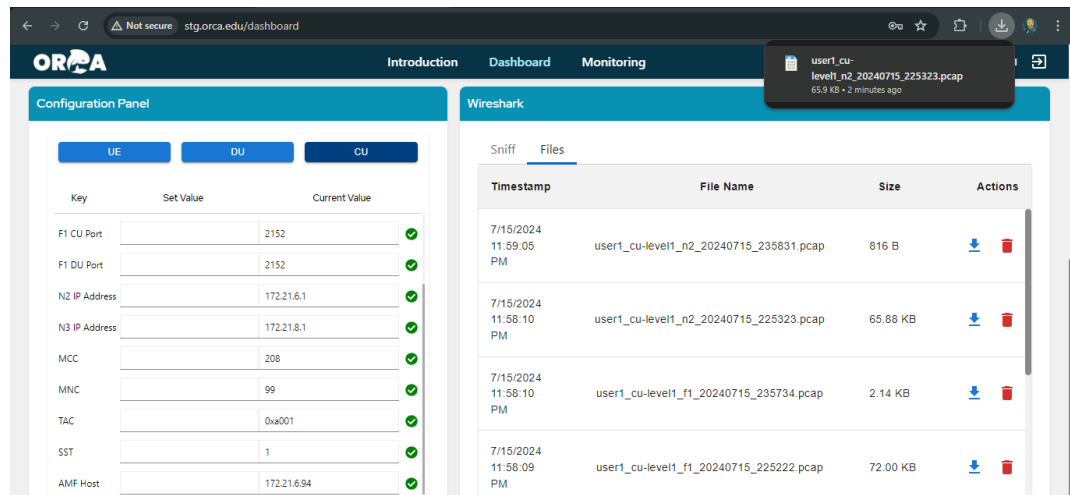 Not secure stg.orca.edu/dashboard
ORCA
Introduction Dashboard Monitoring
user1_cu-
level1_n2_20240715_225323.pcap
65.9 KB • 2 minutes ago
Configuration Panel
UE DU CU
Key Set Value Current Value
F1 CU Port 2152
F1 DU Port 2152
N2 IP Address 172.21.6.1
N3 IP Address 172.21.8.1
MCC 208
MNC 99
TAC 0xa001
SST 1
AMF Host 172.21.6.94
Wireshark
Sniff Files
Timestamp File Name Size Actions
7/15/2024
11:59:05 user1_cu-level1_n2_20240715_235831.pcap 816 B
PM
7/15/2024
11:58:10 user1_cu-level1_n2_20240715_225323.pcap 65.88 KB
PM
7/15/2024
11:58:10 user1_cu-level1_f1_20240715_235734.pcap 2.14 KB
PM
7/15/2024
11:58:09 user1_cu-level1_f1_20240715_225222.pcap 72.00 KB
PM